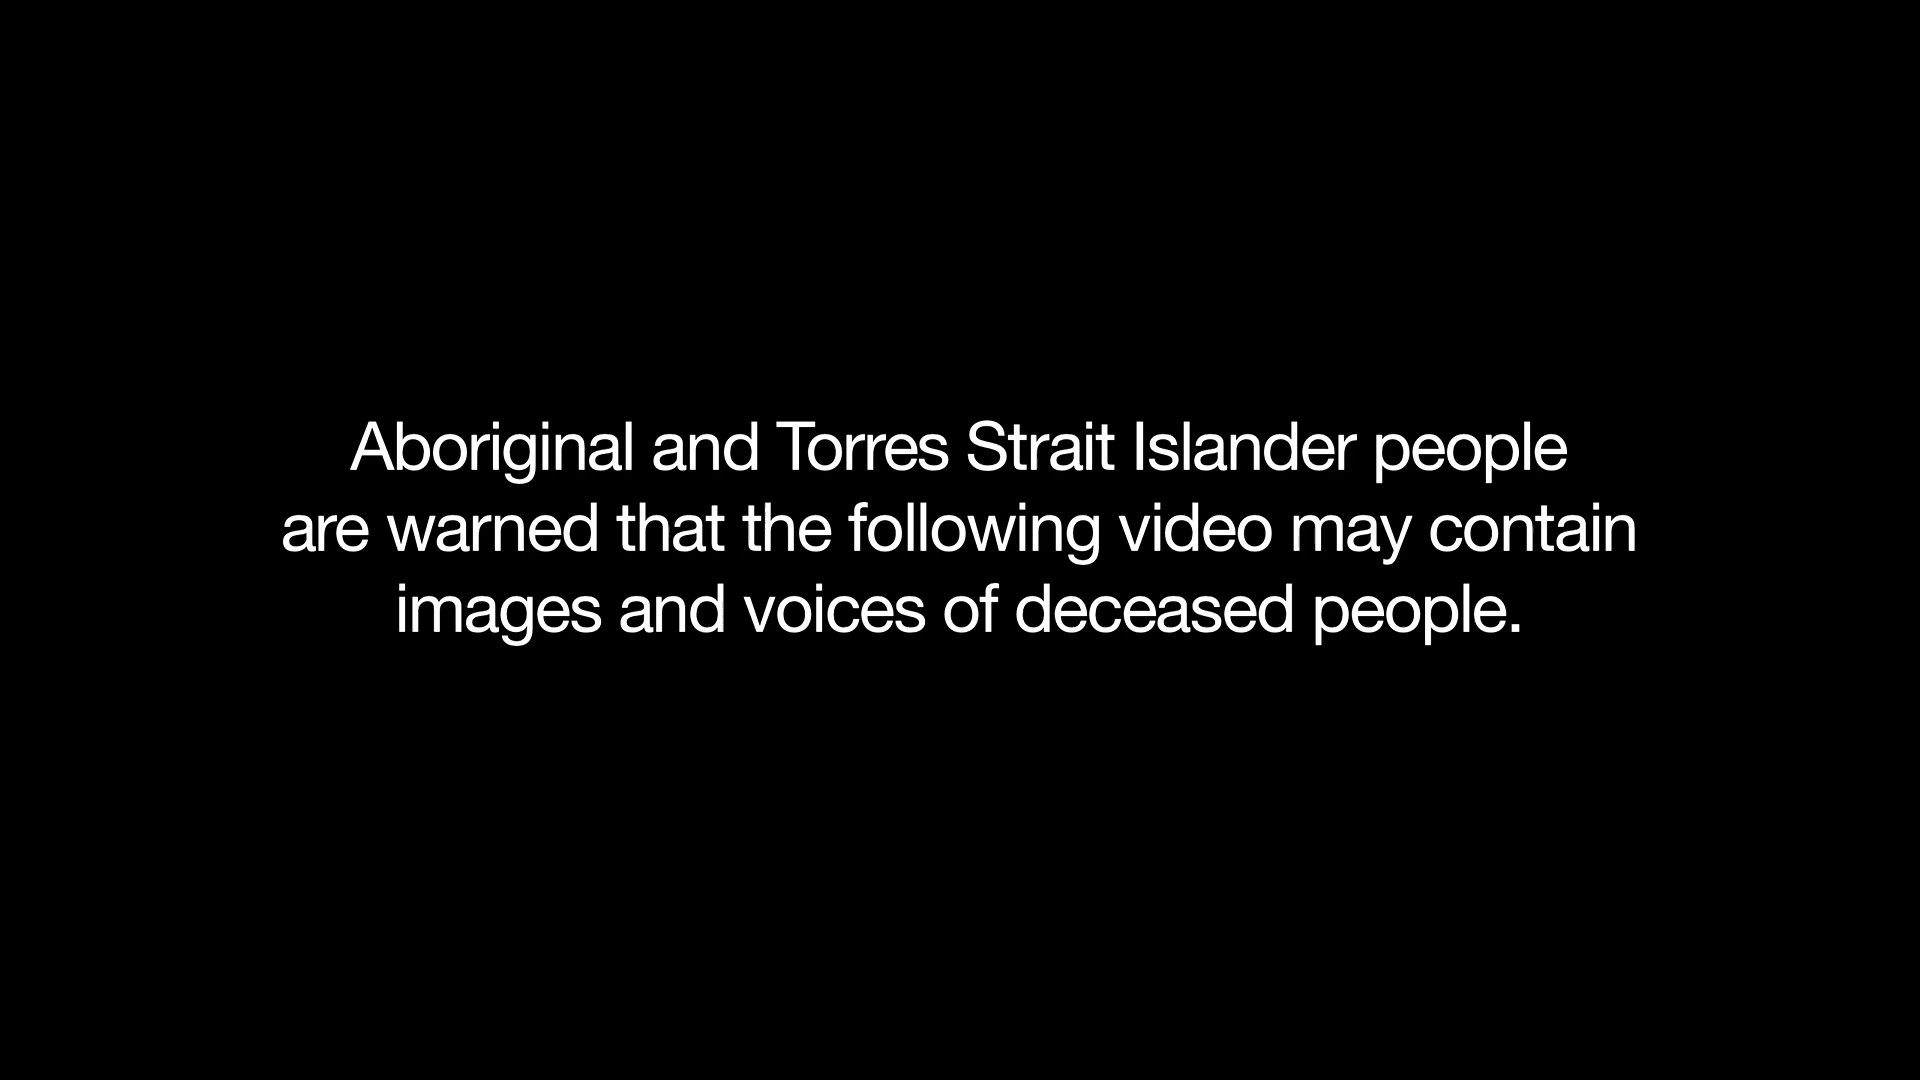 Aboriginal and Torres Strait Islander people
are warned that the following video may contain
images and voices of deceased people.